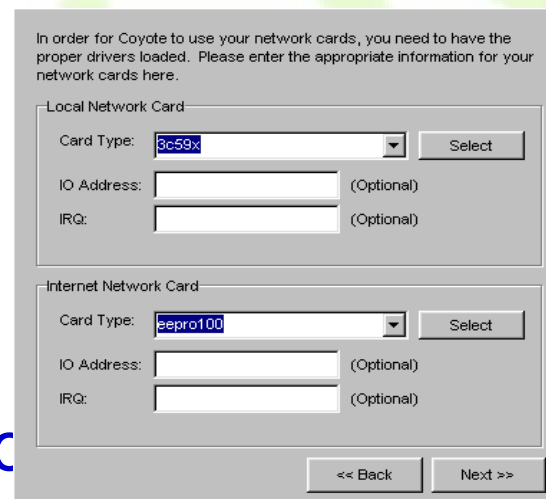 In order for Coyote to use your network cards, you need to have the
proper drivers loaded. Please enter the appropriate information for your
network cards here.
Local Network Card
Card Type: 3c59x Select
IO Address: (Optional)
IRQ: (Optional)
Internet Network Card
Card Type: eepro100 Select
IO Address: (Optional)
IRQ: (Optional)
<< Back Next >>